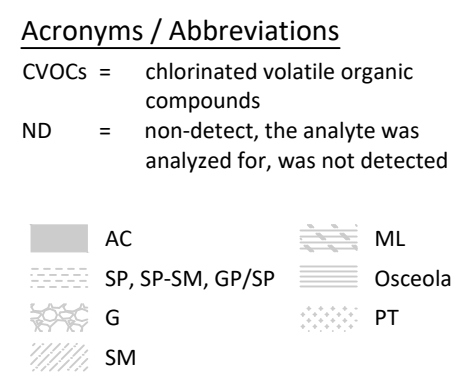 Acronyms / Abbreviations
CVOCs = chlorinated volatile organic
compounds
ND = non-detect, the analyte was
analyzed for, was not detected
AC
SP, SP-SM, GP/SP
G
SM
ML
Osceola
PT